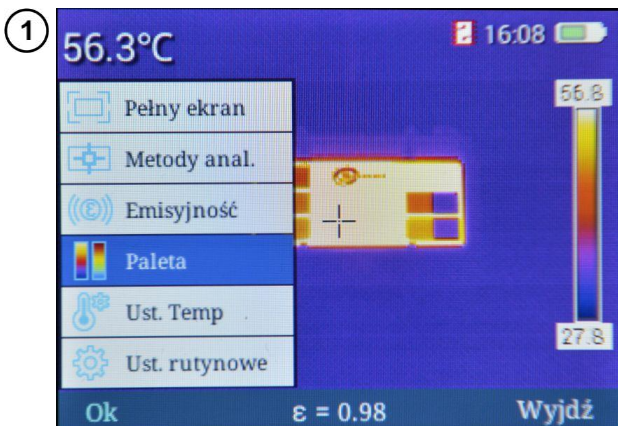 1
56.3°C
16:08
56.8
Pełny ekran
Metody anal.
((ε)) Emisyjność
Paleta
Ust. Temp
27.8
Ust. rutynowe
Ok ε = 0.98 Wyjdź